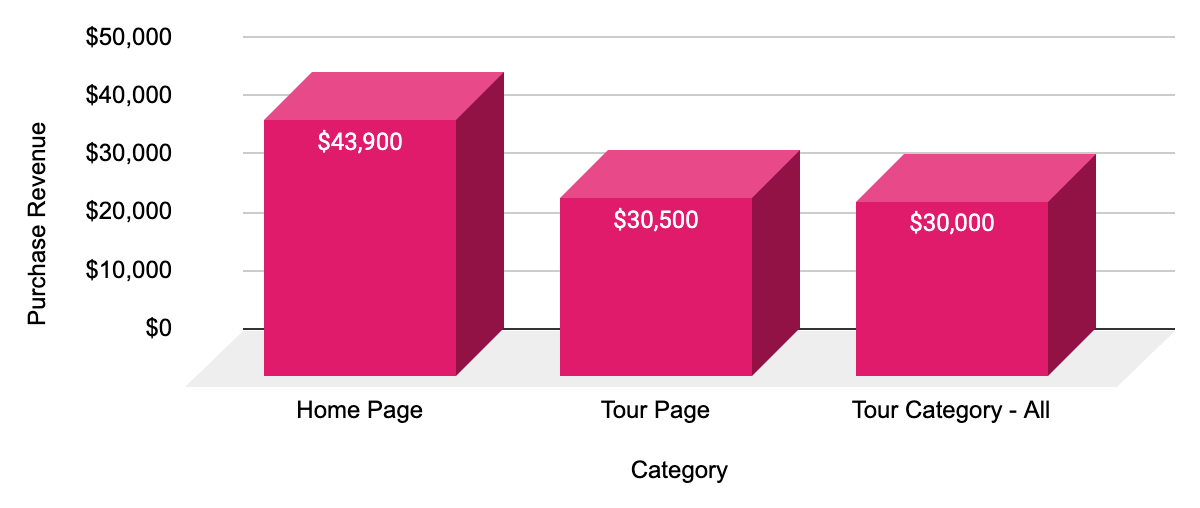 $50,000
$40,000
$30,000
$20,000
$10,000
$0
Purchase Revenue
$43,900
$30,500
$30,000
Home Page
Tour Page
Tour Category - All
Category